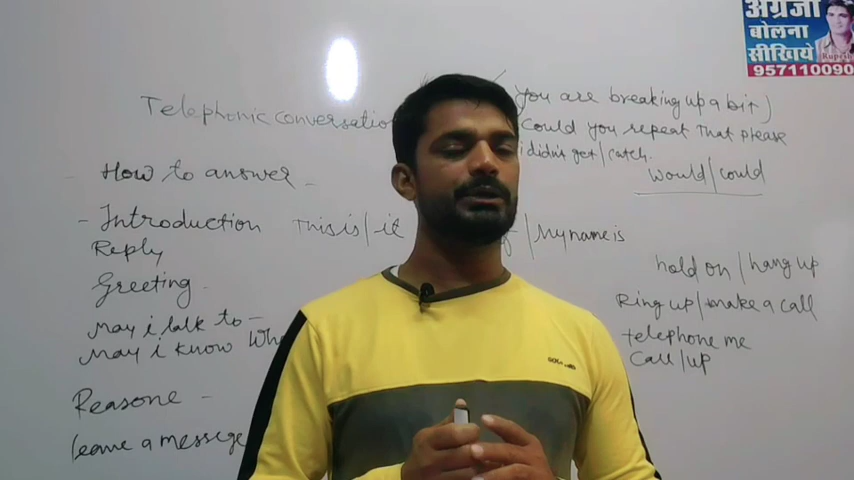 अंग्रेजी
बोलना
सीखिये
Rupesh
957110090
Telephonic conversatio
you are breaking up a bit)
could you repeat that please
i didn't get/catch.
would/could
- How to answer -
- Introduction This is / it / My name is
Reply
Greeting
hold on / hang up
Ring up / make a call
telephone me
call/up
may i talk to -
may i know wh
Reasone -
leave a messege